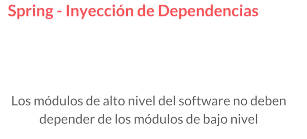 Spring - Inyección de Dependencias
Los módulos de alto nivel del software no deben
depender de los módulos de bajo nivel